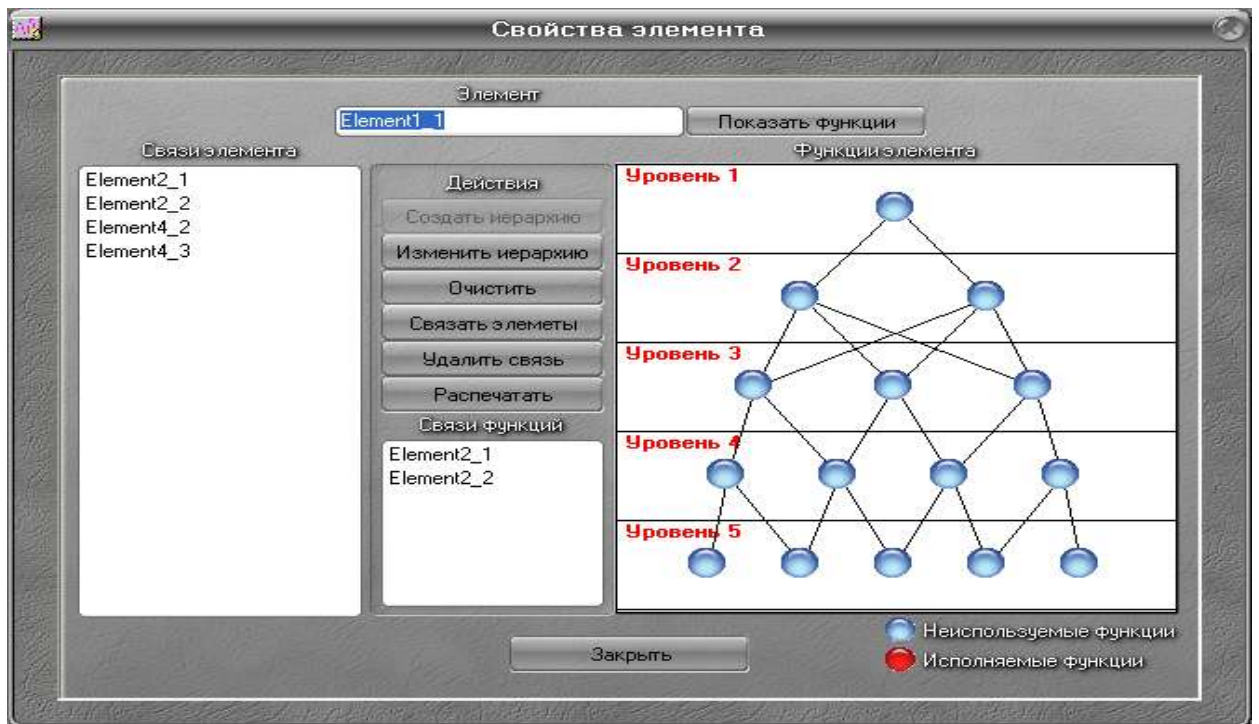 Свойства элемента
Элемент
Element1_1
Показать функции
Связи элемента
Element2_1
Element2_2
Element4_2
Element4_3
Действия
Создать иерархию
Изменить иерархию
Очистить
Связать элеметы
Удалить связь
Распечатать
Связи функций
Element2_1
Element2_2
Функции элемента
Уровень 1
Уровень 2
Уровень 3
Уровень 4
Уровень 5
Неиспользуемые функции
Исполняемые функции
Закрыть